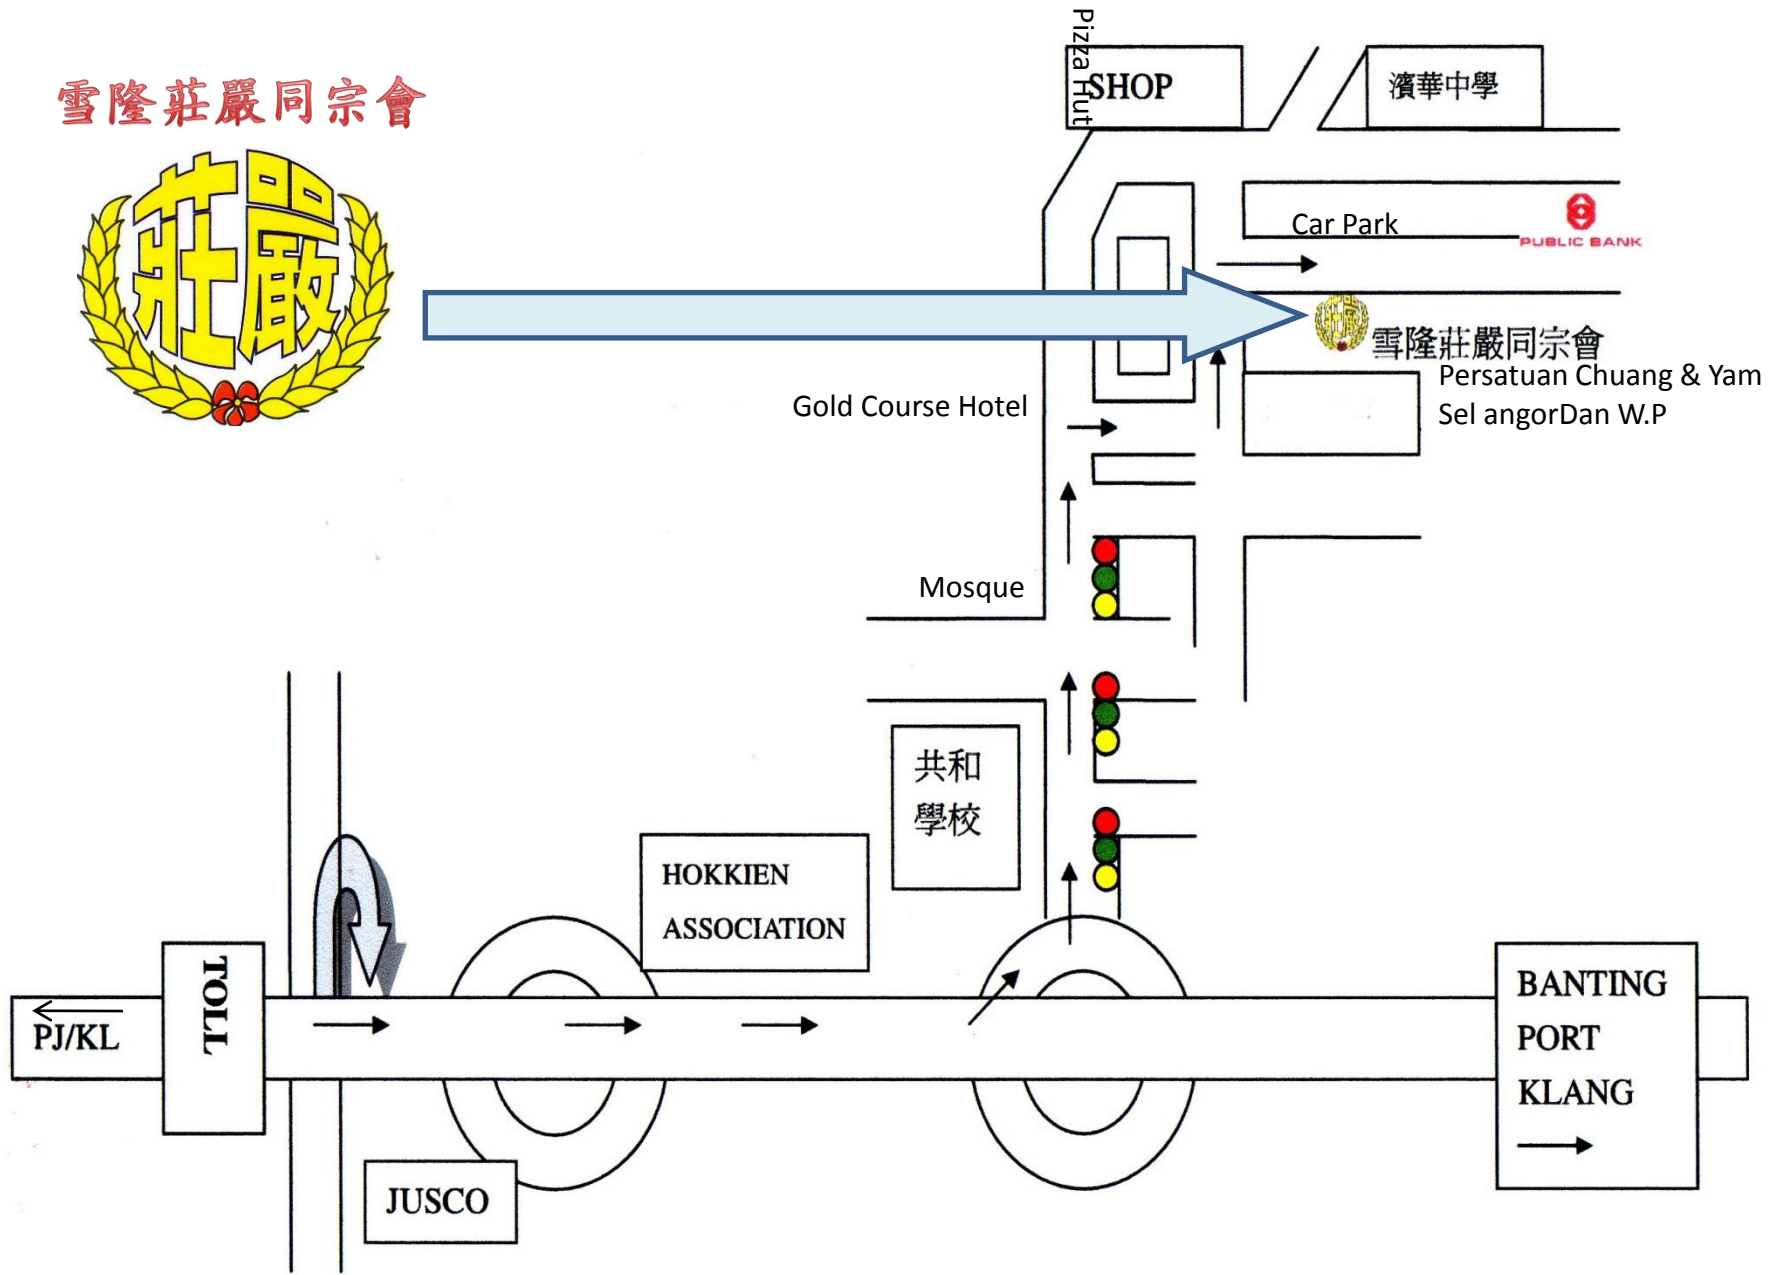 Pizza Hut
SHOP
濱華中學
雪隆莊嚴同宗會
莊嚴
Car Park
PUBLIC BANK
莊嚴
雪隆莊嚴同宗會
Persatuan Chuang & Yam
Sel angorDan W.P
Gold Course Hotel
Mosque
共和
學校
HOKKIEN
ASSOCIATION
TOLL
PJ/KL
BANTING
PORT
KLANG
JUSCO